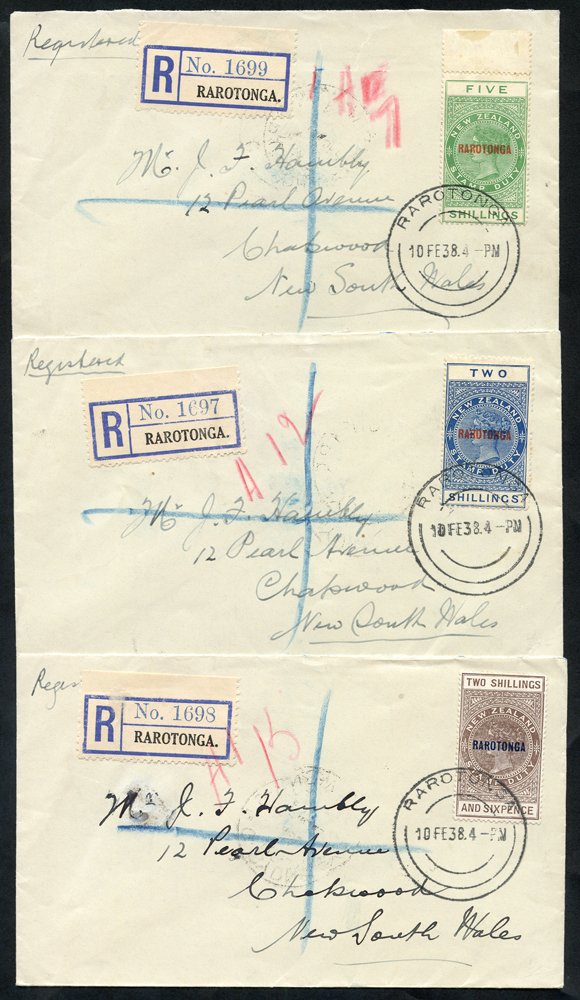 Registered
R No. 1699
RAROTONGA.
FIVE
NEW ZEALAND
RAROTONGA
STAMP DUTY
SHILLINGS
Mr. J. F. Hambly
12 Pearl Avenue
Chatswood
New South Wales
RAROTONGA
10 FE 38.4 -PM
Registered
R No. 1697
RAROTONGA.
A 12
TWO
NEW ZEALAND
RAROTONGA
STAMP DUTY
SHILLINGS
Mr. J. F. Hambly
12 Pearl Avenue
Chatswood
New South Wales
RAROTONGA
10 FE 38.4 -PM
Regis
R No. 1698
RAROTONGA.
TWO SHILLINGS
NEW ZEALAND
RAROTONGA
STAMP DUTY
AND SIXPENCE
Mr J. F. Hambly
12 Pearl Avenue
Chatswood
New South Wales
RAROTONGA
10 FE 38.4 -PM